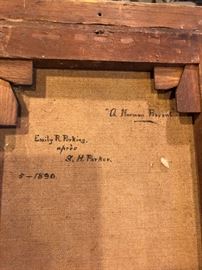 "A Norman Peasant
Emily R. Perkins.
après
S. H. Parker.
5-1890